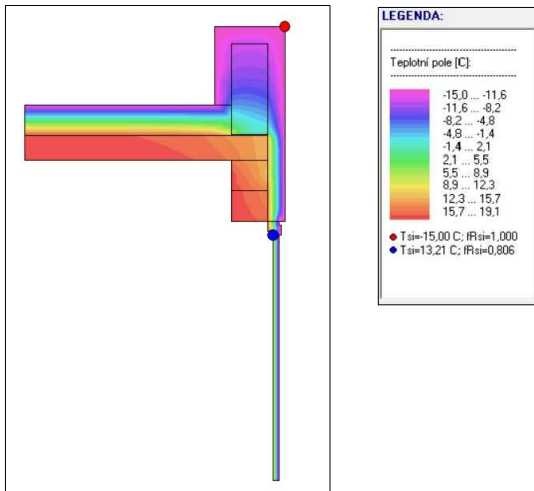 LEGENDA:
Teplotní pole [C]:
-15,0 ... -11,6
-11,6 ... -8,2
-8,2 ... -4,8
-4,8 ... -1,4
-1,4 ... 2,1
2,1 ... 5,5
5,5 ... 8,9
8,9 ... 12,3
12,3 ... 15,7
15,7 ... 19,1
Tsi=-15,00 C; fRsi=1,000
Tsi=13,21 C; fRsi=0,806